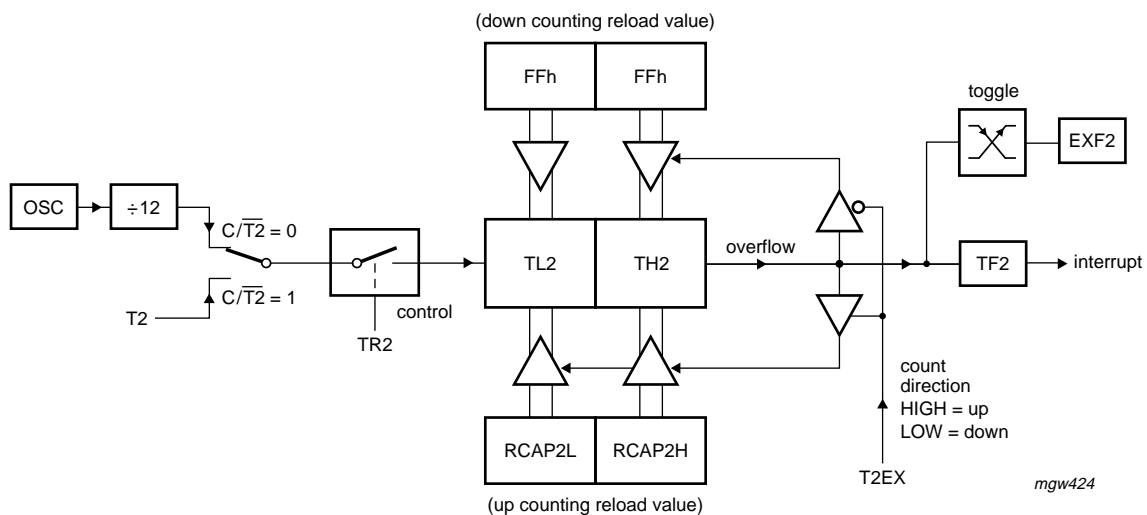 (down counting reload value)
FFh
FFh
toggle
EXF2
OSC
÷12
C/T2̅ = 0
TL2
TH2
overflow
TF2
interrupt
C/T2̅ = 1
T2
control
TR2
count
direction
HIGH = up
LOW = down
RCAP2L
RCAP2H
T2EX
mgw424
(up counting reload value)